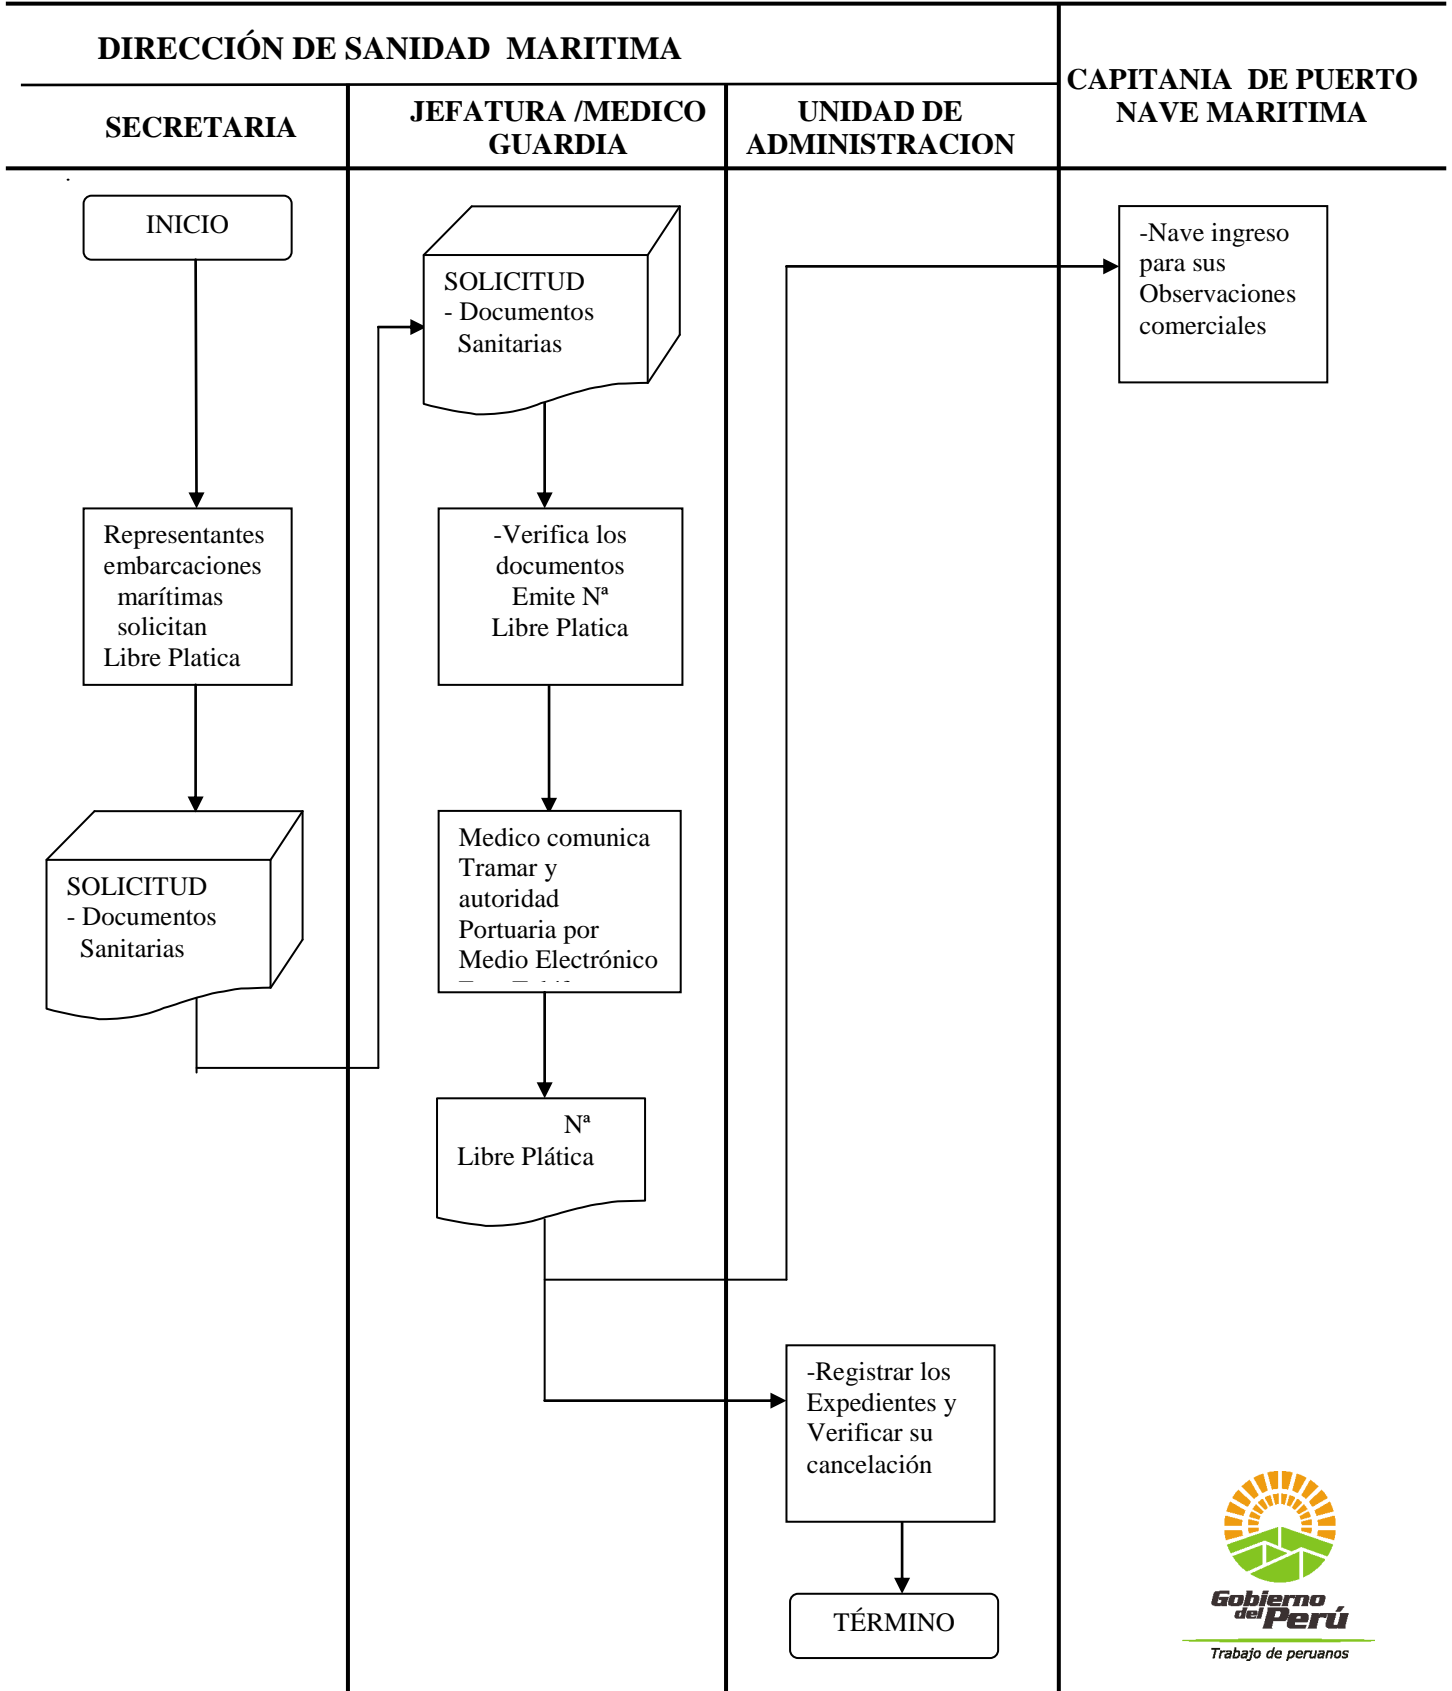 DIRECCIÓN DE SANIDAD MARITIMA
CAPITANIA DE PUERTO
NAVE MARITIMA
SECRETARIA
JEFATURA /MEDICO
GUARDIA
UNIDAD DE
ADMINISTRACION
INICIO
Representantes
embarcaciones
marítimas
solicitan
Libre Platica
SOLICITUD
- Documentos
Sanitarias
SOLICITUD
- Documentos
Sanitarias
-Verifica los
documentos
Emite Nª
Libre Platica
Medico comunica
Tramar y
autoridad
Portuaria por
Medio Electrónico
Nª
Libre Plática
-Registrar los
Expedientes y
Verificar su
cancelación
TÉRMINO
-Nave ingreso
para sus
Observaciones
comerciales
Gobierno
del Perú
Trabajo de peruanos